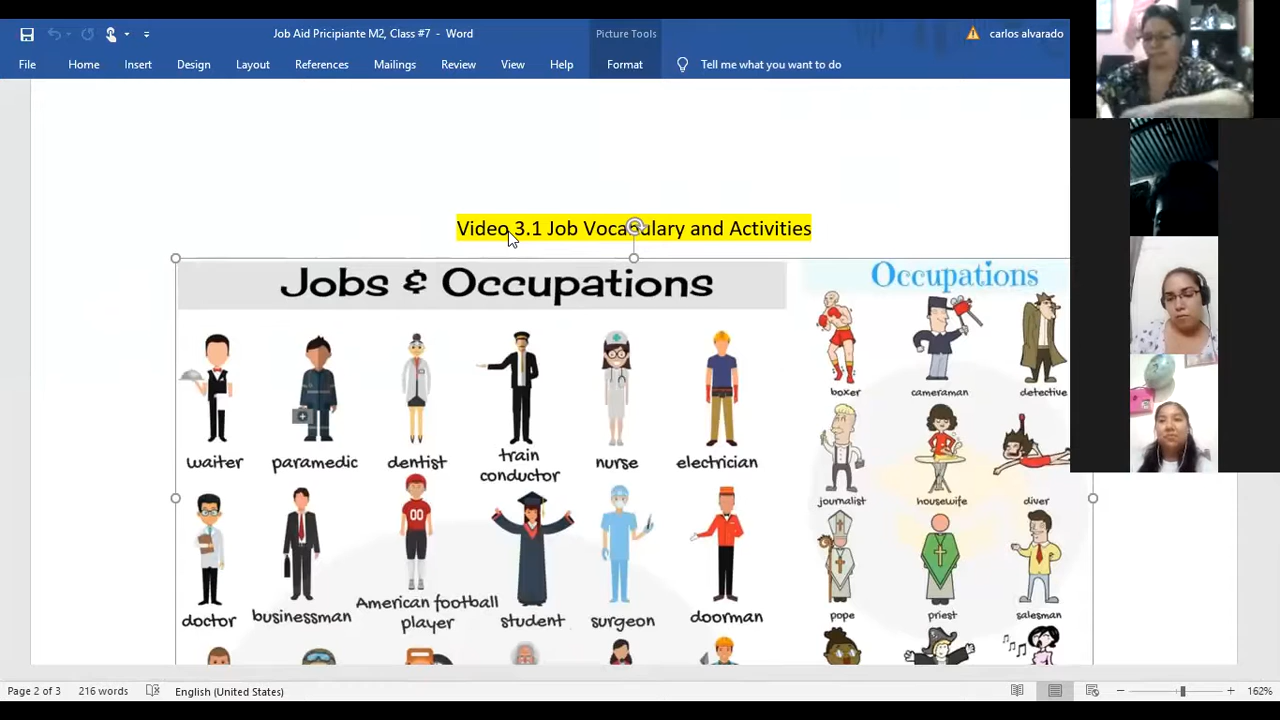 Job Aid Pricipiante M2, Class #7 - Word
Picture Tools
carlos alvarado
File Home Insert Design Layout References Mailings Review View Help Format Tell me what you want to do
Video 3.1 Job Vocabulary and Activities
Jobs & Occupations
waiter paramedic dentist train conductor nurse electrician
doctor businessman American football player student surgeon doorman
Occupations
boxer cameraman detective
journalist housewife diver
pope priest salesman
00
Page 2 of 3 216 words English (United States) 162%